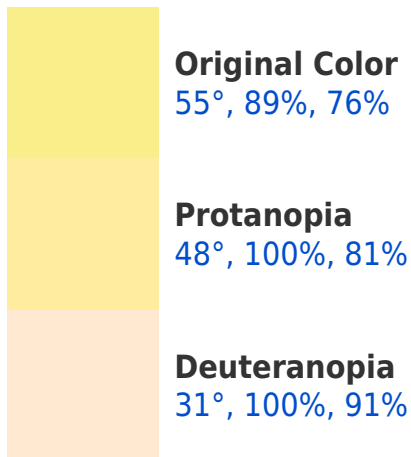 Original Color
55°, 89%, 76%
Protanopia
48°, 100%, 81%
Deuteranopia
31°, 100%, 91%